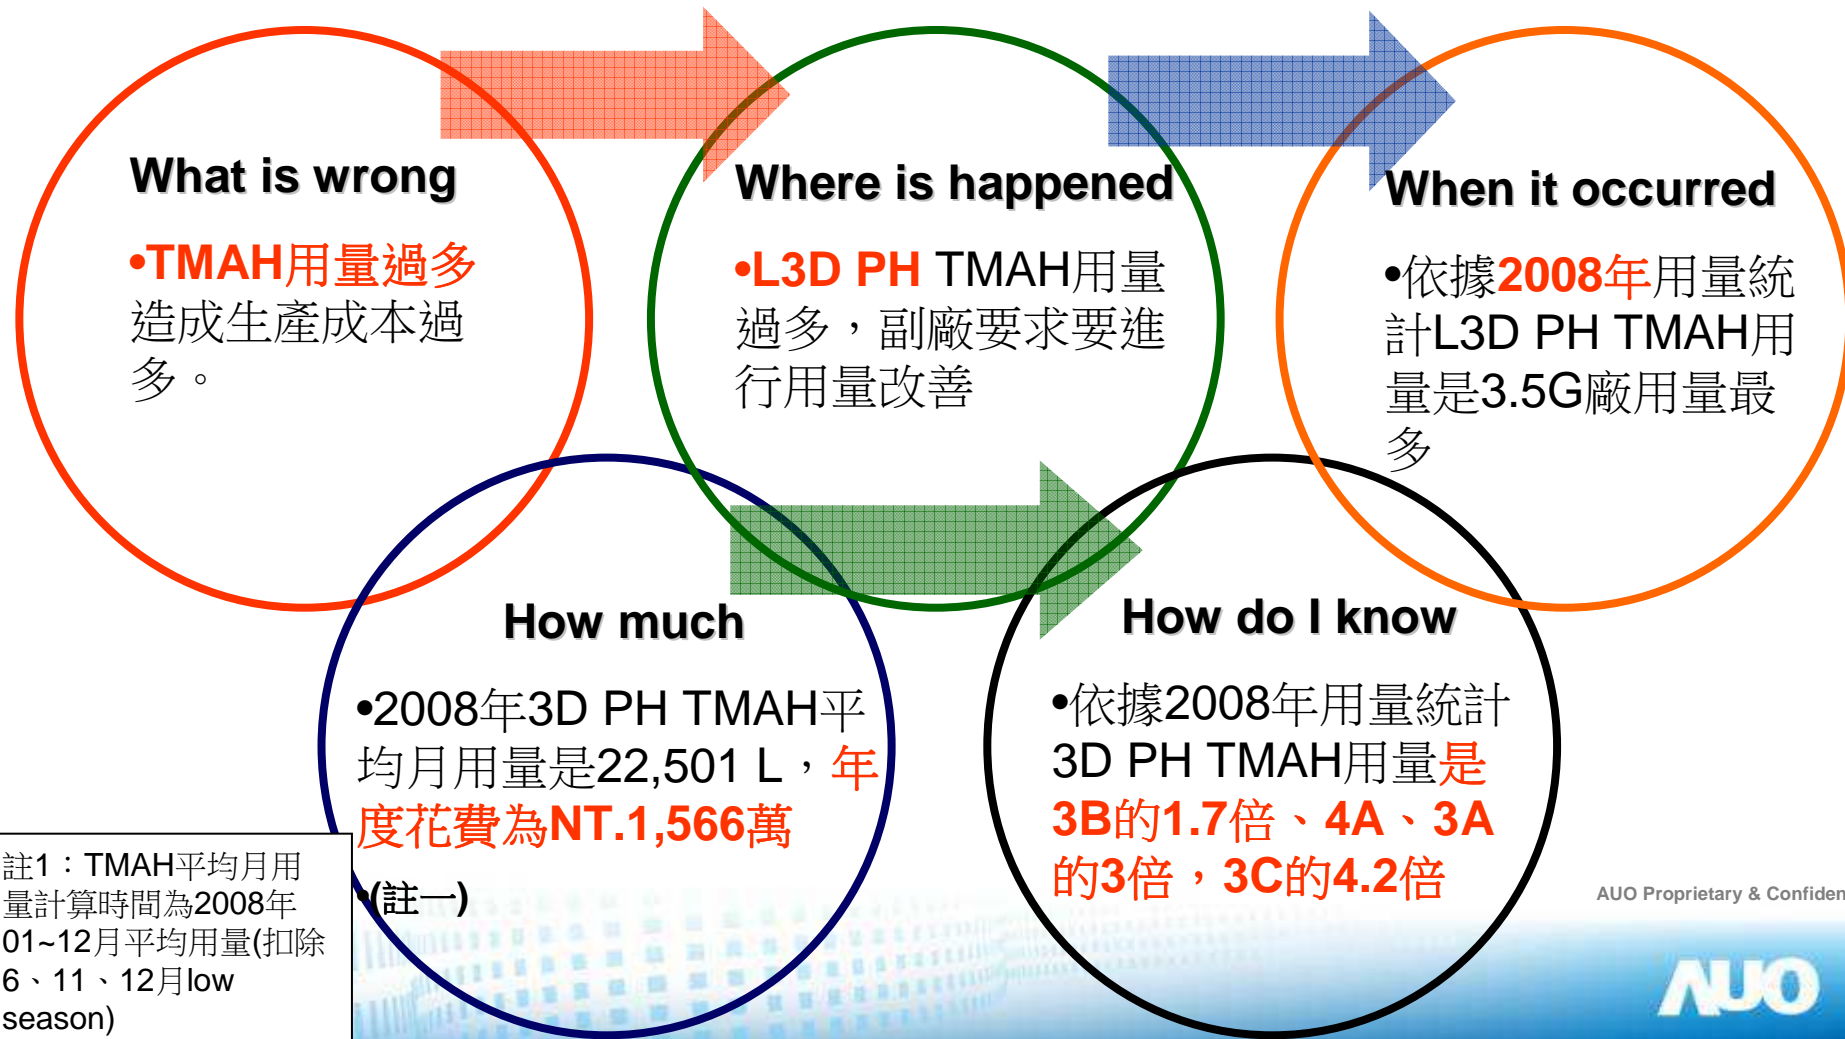 What is wrong
•TMAH用量過多
造成生產成本過
多。
Where is happened
•L3D PH TMAH用量
過多，副廠要求要進
行用量改善
When it occurred
•依據2008年用量統
計L3D PH TMAH用
量是3.5G廠用量最
多
How much
•2008年3D PH TMAH平
均月用量是22,501 L，年
度花費為NT.1,566萬
•(註一)
How do I know
•依據2008年用量統計
3D PH TMAH用量是
3B的1.7倍、4A、3A
的3倍，3C的4.2倍
註1：TMAH平均月用
量計算時間為2008年
01~12月平均用量(扣除
6、11、12月low
season)
AUO Proprietary & Confiden
AUO